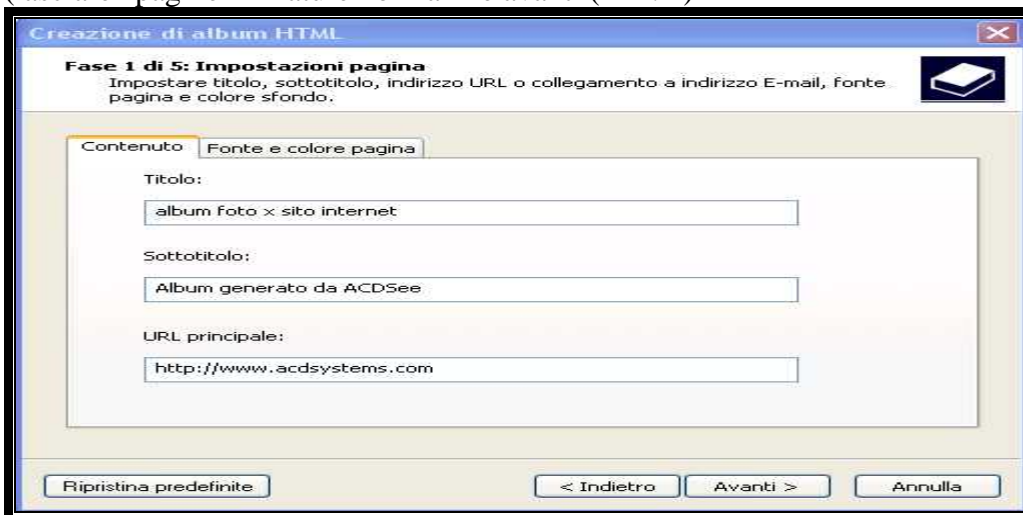 Creazione di album HTML
Fase 1 di 5: Impostazioni pagina
Impostare titolo, sottotitolo, indirizzo URL o collegamento a indirizzo E-mail, fonte
pagina e colore sfondo.
Contenuto
Fonte e colore pagina
Titolo:
album foto x sito internet
Sottotitolo:
Album generato da ACDSee
URL principale:
http://www.acdsystems.com
Ripristina predefinite
< Indietro
Avanti >
Annulla